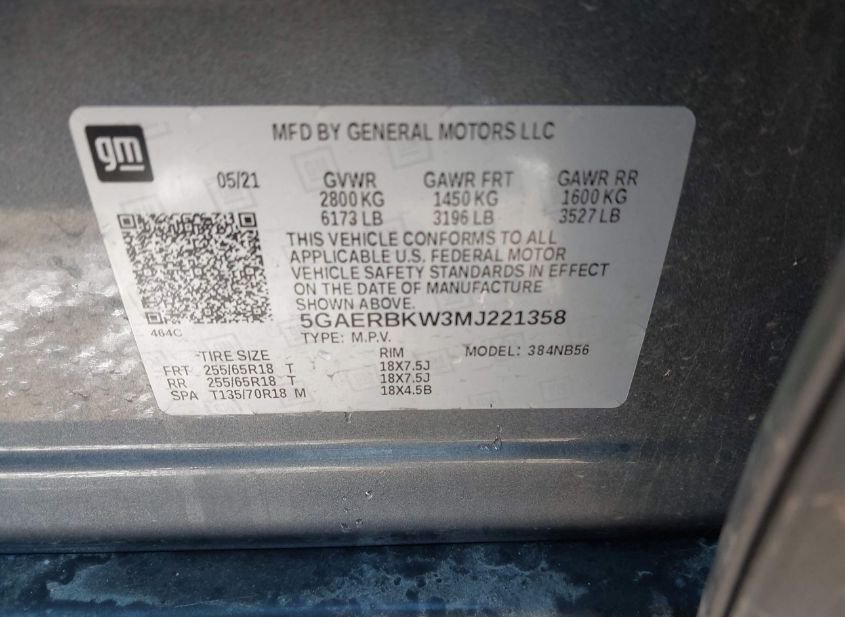 gm
MFD BY GENERAL MOTORS LLC
05/21 GVWR GAWR FRT GAWR RR
2800 KG 1450 KG 1600 KG
6173 LB 3196 LB 3527 LB
THIS VEHICLE CONFORMS TO ALL
APPLICABLE U.S. FEDERAL MOTOR
VEHICLE SAFETY STANDARDS IN EFFECT
ON THE DATE OF MANUFACTURE
SHOWN ABOVE.
464C
5GAERBKW3MJ221358
TYPE: M.P.V.
TIRE SIZE RIM MODEL: 384NB56
FRT 255/65R18 T 18X7.5J
RR 255/65R18 T 18X7.5J
SPA T135/70R18 M 18X4.5B